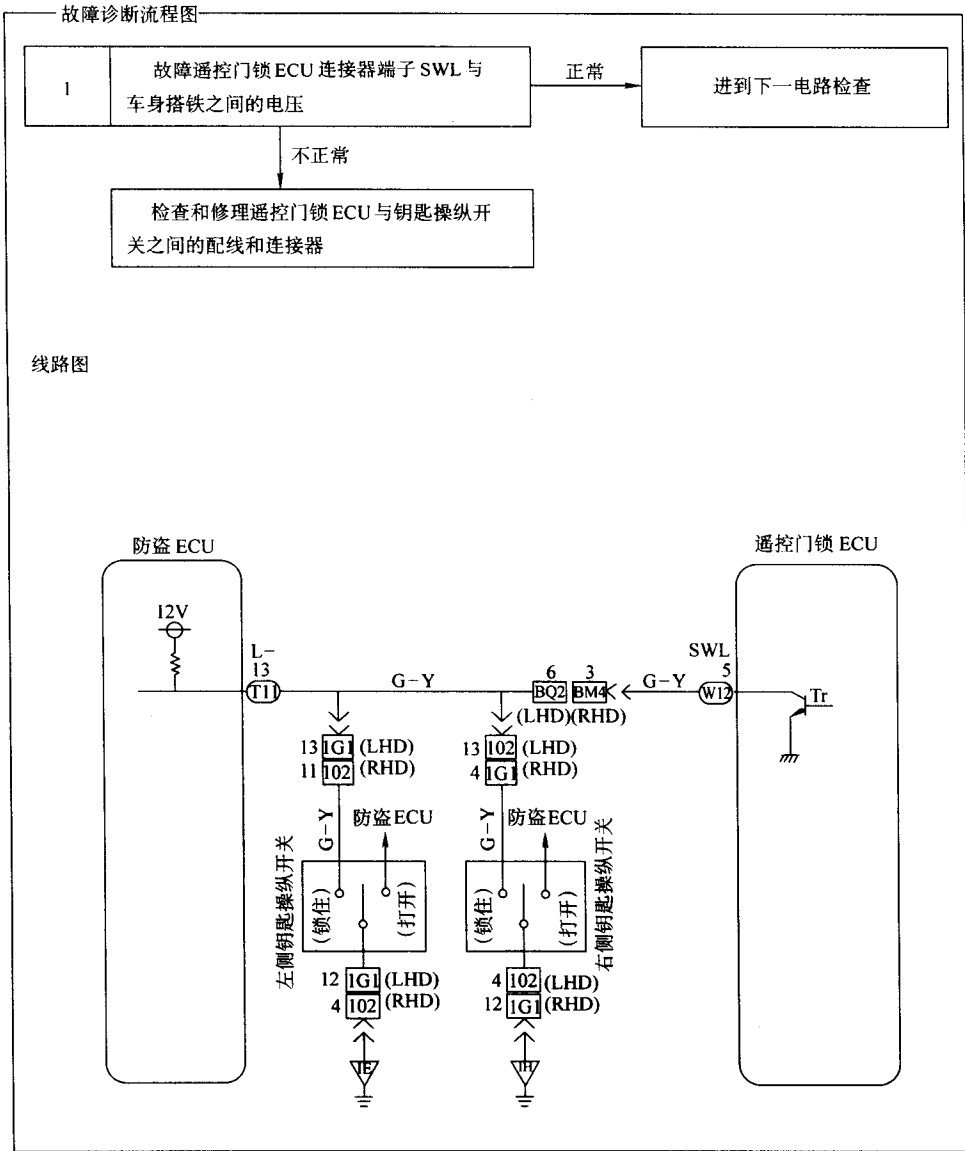 故障诊断流程图
1
故障遥控门锁ECU连接器端子SWL与
车身搭铁之间的电压
正常
进到下一电路检查
不正常
检查和修理遥控门锁ECU与钥匙操纵开
关之间的配线和连接器
线路图
防盗ECU
遥控门锁ECU
12V
L-
13
T11
G-Y
6
BQ2
(LHD)
3
BM4
(RHD)
G-Y
SWL
5
W12
Tr
13 1G1 (LHD)
11 102 (RHD)
13 102 (LHD)
4 1G1 (RHD)
G-Y
防盗ECU
G-Y
防盗ECU
左侧钥匙操纵开关
(锁住)
(打开)
(锁住)
(打开)
右侧钥匙操纵开关
12 1G1 (LHD)
4 102 (RHD)
4 102 (LHD)
12 1G1 (RHD)
IE
IH